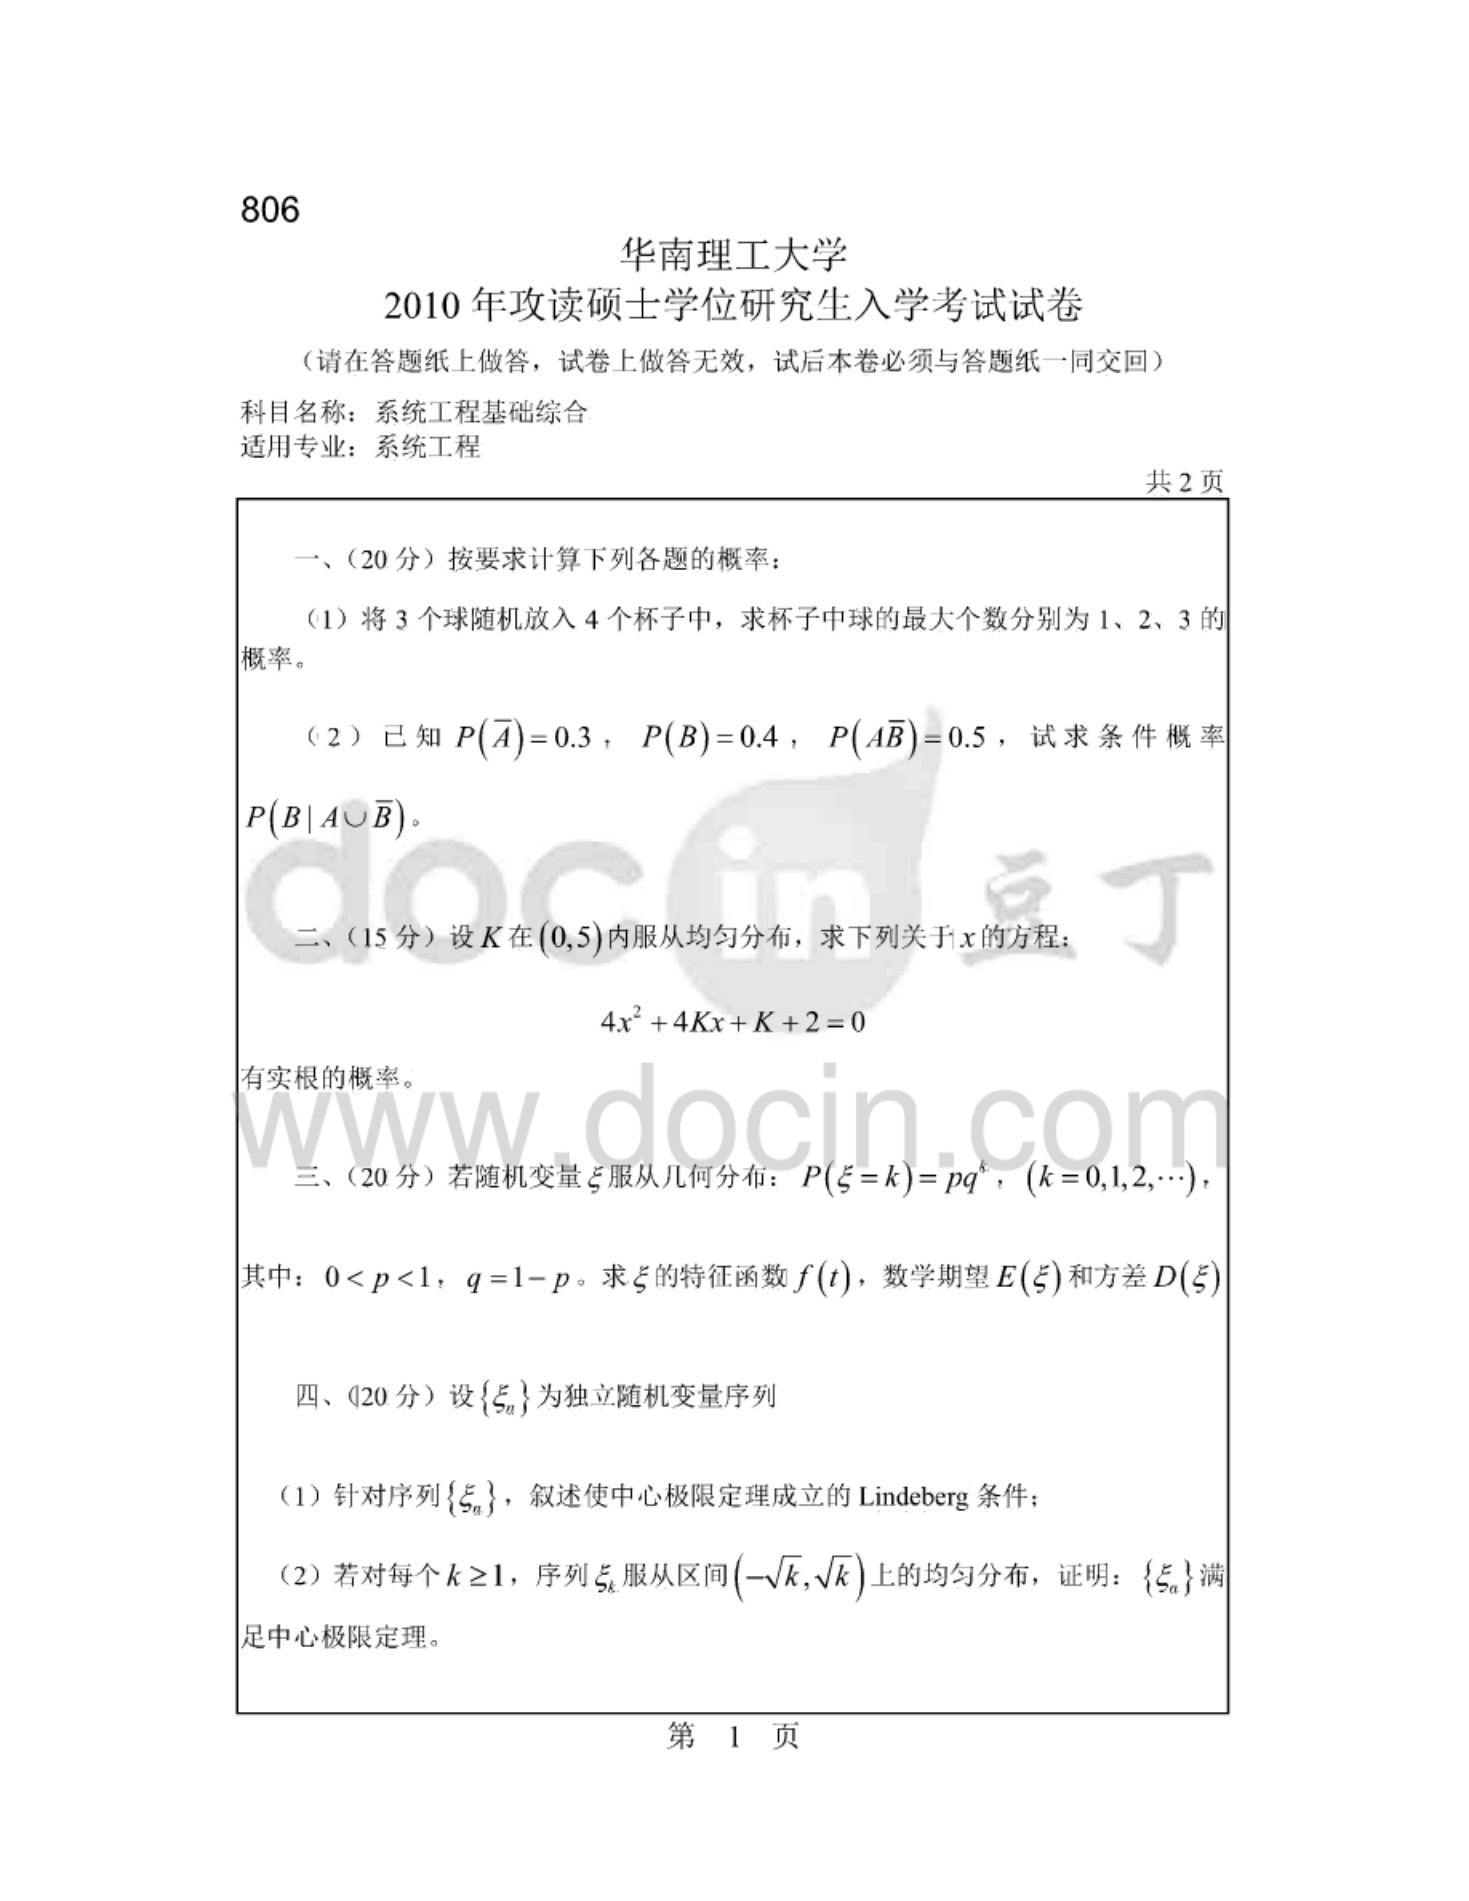 806
华南理工大学
2010 年攻读硕士学位研究生入学考试试卷
（请在答题纸上做答，试卷上做答无效，试后本卷必须与答题纸一同交回）
科目名称：系统工程基础综合
适用专业：系统工程
共 2 页
一、（20 分）按要求计算下列各题的概率：
（1）将 3 个球随机放入 4 个杯子中，求杯子中球的最大个数分别为 1、2、3 的
概率。
（2）已知 P(A̅)=0.3， P(B)=0.4， P(AB̅)=0.5，试求条件概率
P(B|A∪B̅)。
doc in 豆丁
二、（15 分）设 K 在 (0,5) 内服从均匀分布，求下列关于 x 的方程：
4x²+4Kx+K+2=0
有实根的概率。
www.docin.com
三、（20 分）若随机变量 ξ 服从几何分布： P(ξ=k)=pqᵏ，(k=0,1,2,⋯)，
其中：0<p<1，q=1−p。求 ξ 的特征函数 f(t)，数学期望 E(ξ) 和方差 D(ξ)
四、（20 分）设 {ξₙ} 为独立随机变量序列
（1）针对序列 {ξₙ}，叙述使中心极限定理成立的 Lindeberg 条件；
（2）若对每个 k≥1，序列 ξₖ 服从区间 (−√k,√k) 上的均匀分布，证明：{ξₙ} 满
足中心极限定理。
第 1 页